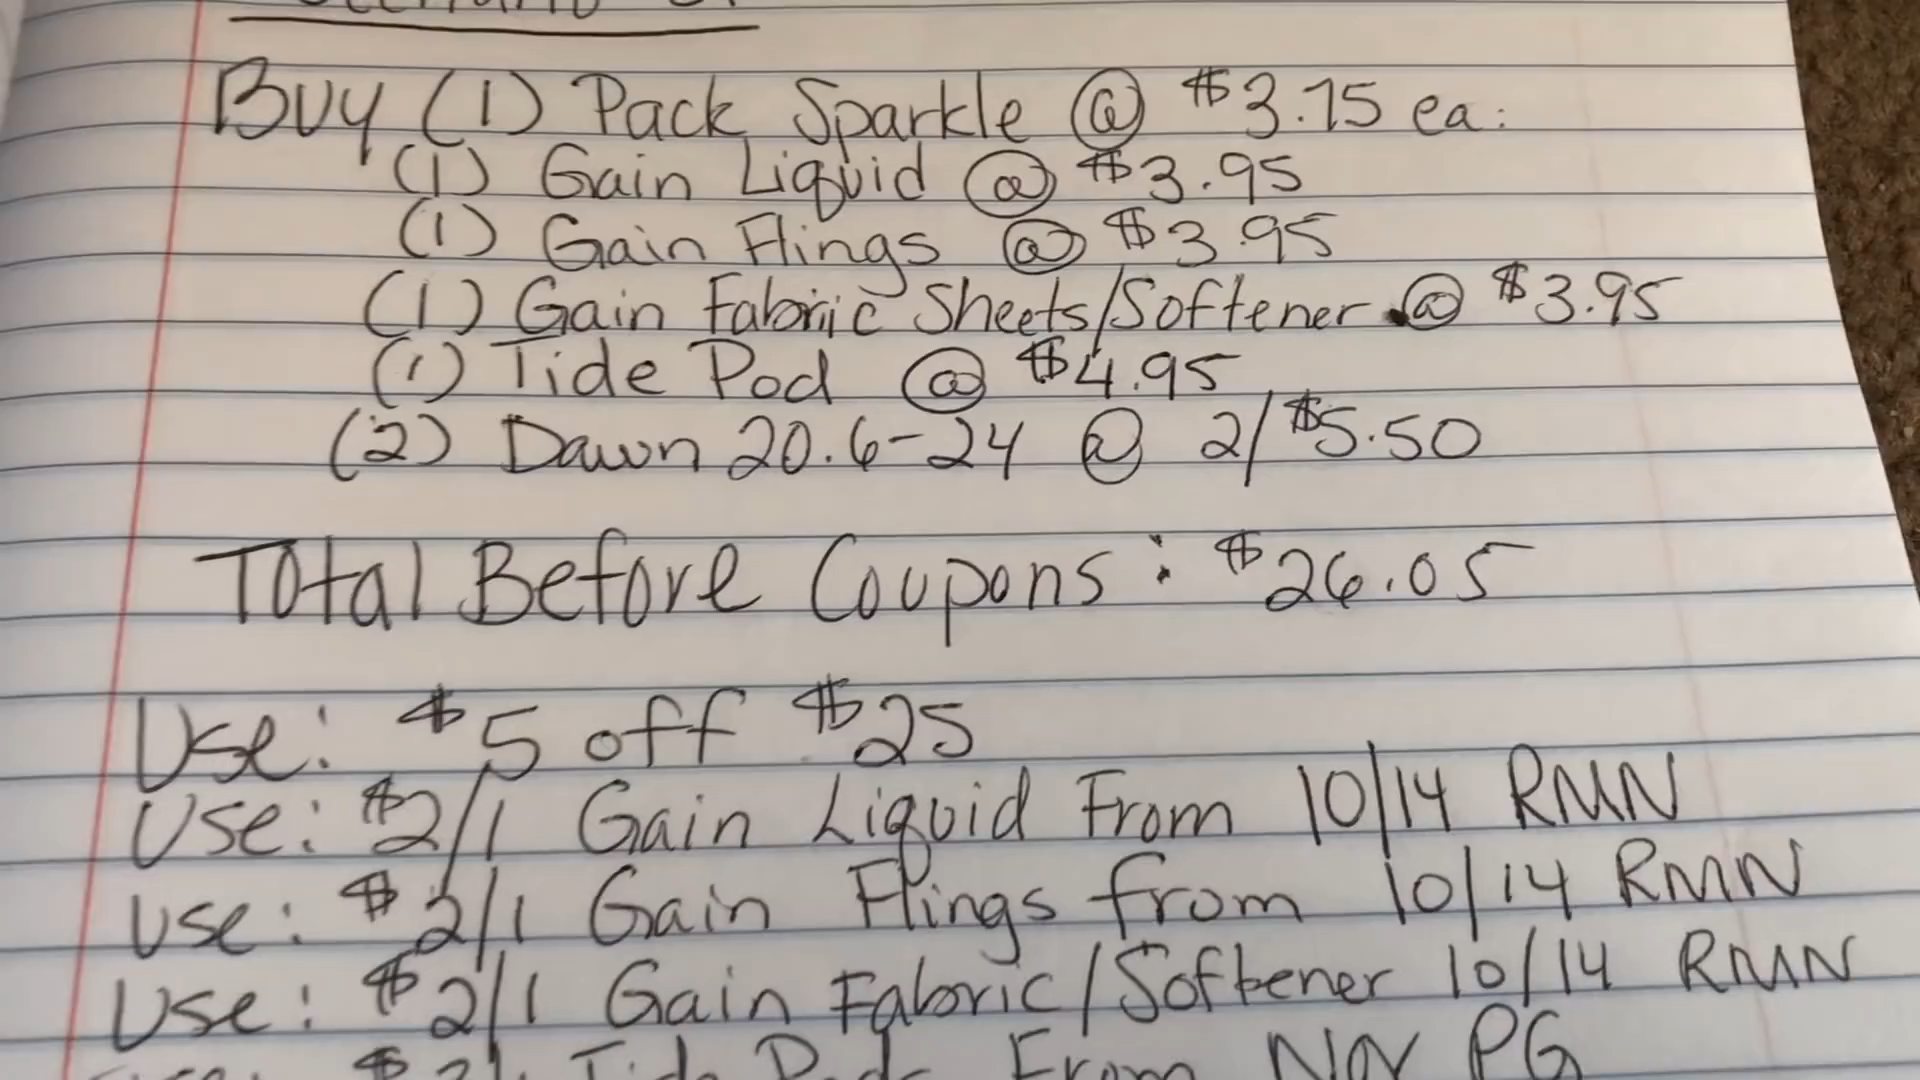 Buy (1) Pack Sparkle @ $3.75 ea.
(1) Gain Liquid @ $3.95
(1) Gain Flings @ $3.95
(1) Gain Fabric Sheets/Softener @ $3.95
(1) Tide Pod @ $4.95
(2) Dawn 20.6-24 @ 2/$5.50
Total Before Coupons: $26.05
Use: $5 off $25
Use: $2/1 Gain Liquid From 10/14 RMN
Use: $2/1 Gain Flings from 10/14 RMN
Use: $2/1 Gain Fabric/Softener 10/14 RMN
From Nov PG